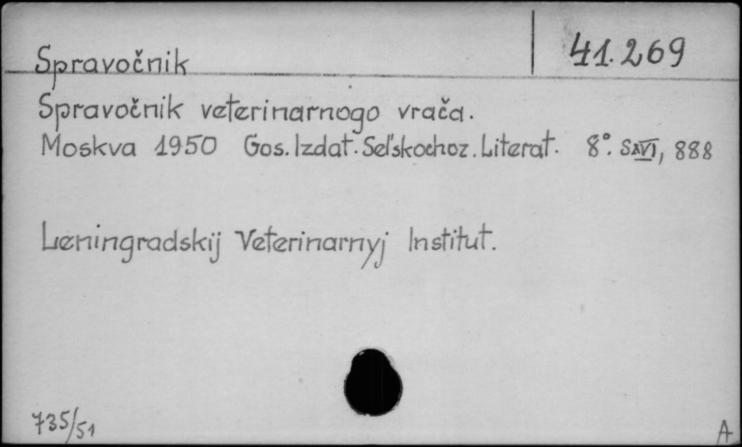 Spravočnik
41.269
Spravočnik veterinarnogo vrača.
Moskva 1950 Gos. Izdat. Sel'skochoz. Literat. 8°. XVI, 888
Leningradskij Veterinarnyj Institut.
735/51
A